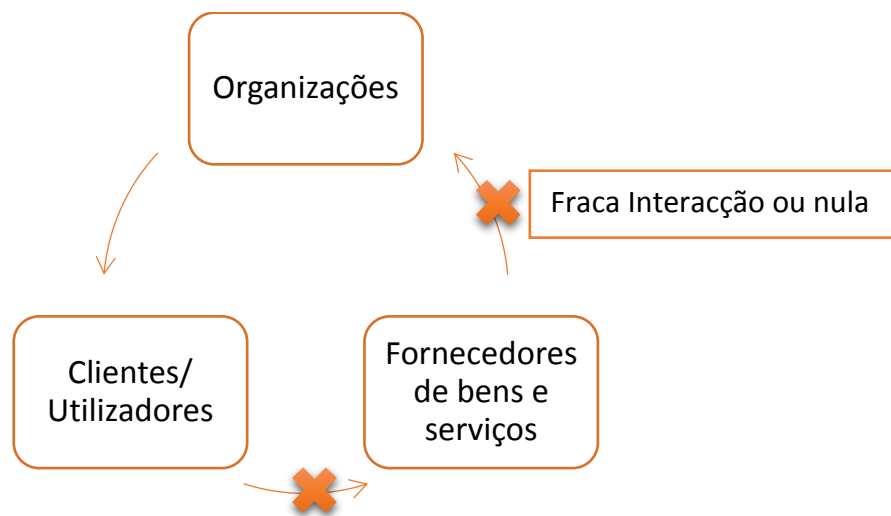 Organizações
Fraca Interacção ou nula
Clientes/
Utilizadores
Fornecedores
de bens e
serviços